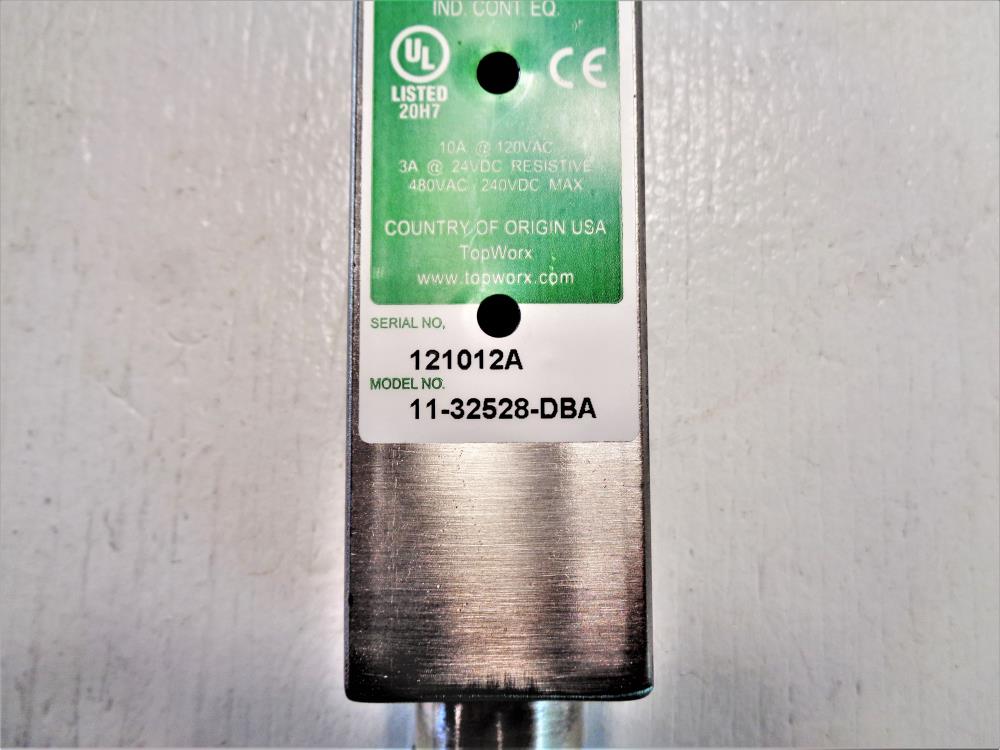 IND. CONT. EQ.
UL
LISTED
20H7
CE
10A @ 120VAC
3A @ 24VDC RESISTIVE
480VAC 240VDC MAX
COUNTRY OF ORIGIN USA
TopWorx
www.topworx.com
SERIAL NO.
121012A
MODEL NO.
11-32528-DBA